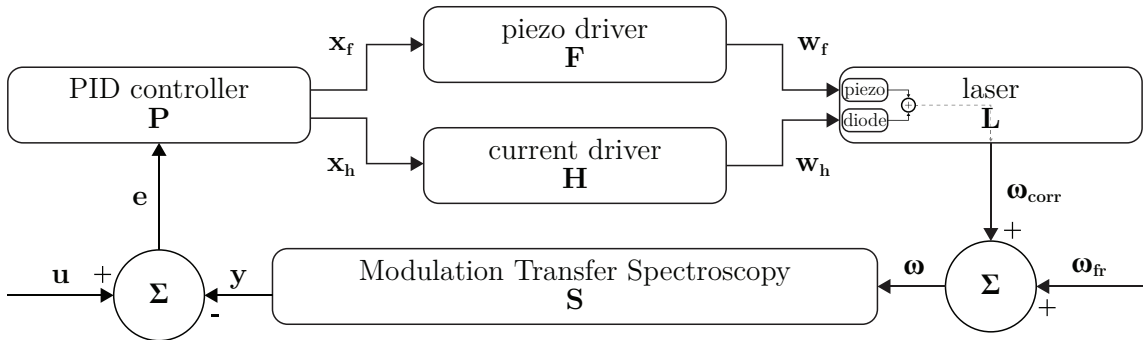 piezo driver
F
x_f
w_f
PID controller
P
laser
L
piezo
+
diode
current driver
H
x_h
w_h
e
ω_corr
+
Modulation Transfer Spectroscopy
S
u
+
Σ
y
-
ω
Σ
ω_fr
+